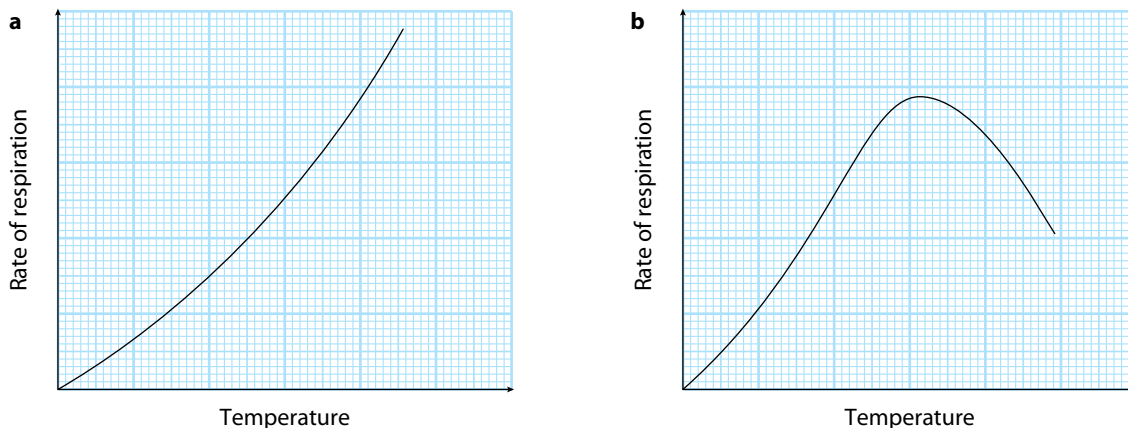 a
Rate of respiration
Temperature
b
Rate of respiration
Temperature